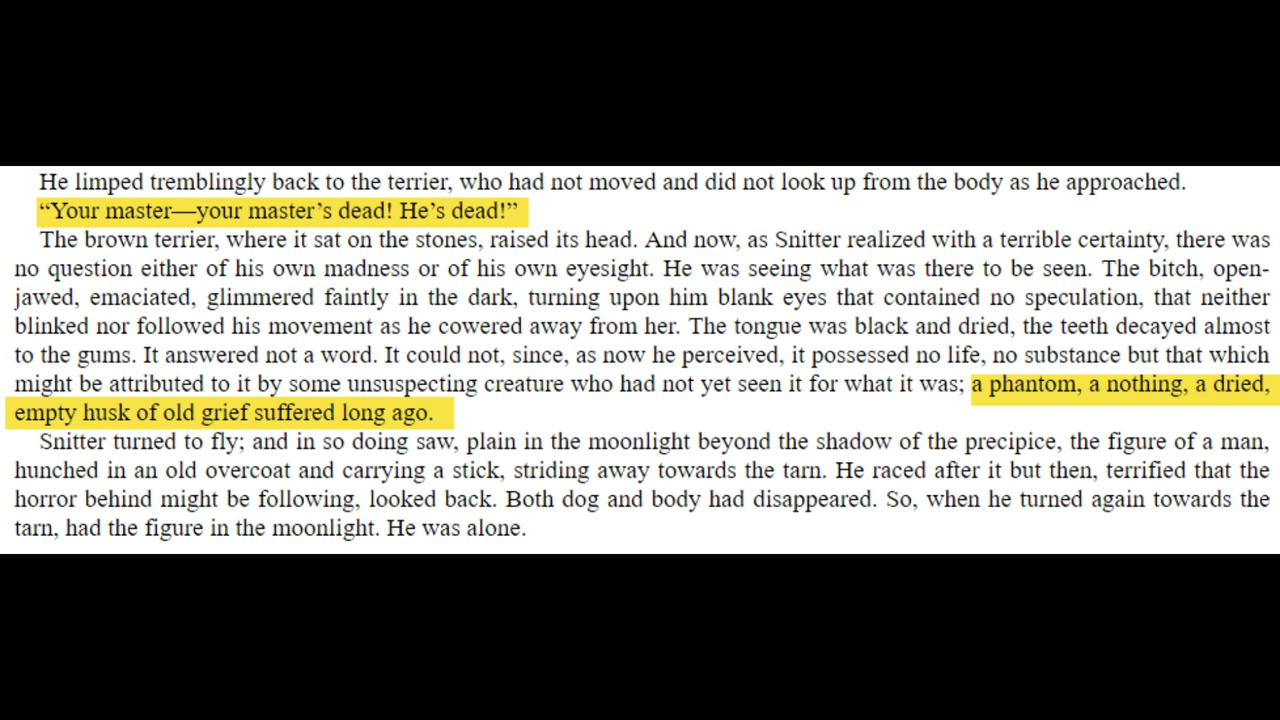 He limped tremblingly back to the terrier, who had not moved and did not look up from the body as he approached.
“Your master—your master’s dead! He’s dead!”
The brown terrier, where it sat on the stones, raised its head. And now, as Snitter realized with a terrible certainty, there was
no question either of his own madness or of his own eyesight. He was seeing what was there to be seen. The bitch, open-
jawed, emaciated, glimmered faintly in the dark, turning upon him blank eyes that contained no speculation, that neither
blinked nor followed his movement as he cowered away from her. The tongue was black and dried, the teeth decayed almost
to the gums. It answered not a word. It could not, since, as now he perceived, it possessed no life, no substance but that which
might be attributed to it by some unsuspecting creature who had not yet seen it for what it was; a phantom, a nothing, a dried,
empty husk of old grief suffered long ago.
Snitter turned to fly; and in so doing saw, plain in the moonlight beyond the shadow of the precipice, the figure of a man,
hunched in an old overcoat and carrying a stick, striding away towards the tarn. He raced after it but then, terrified that the
horror behind might be following, looked back. Both dog and body had disappeared. So, when he turned again towards the
tarn, had the figure in the moonlight. He was alone.